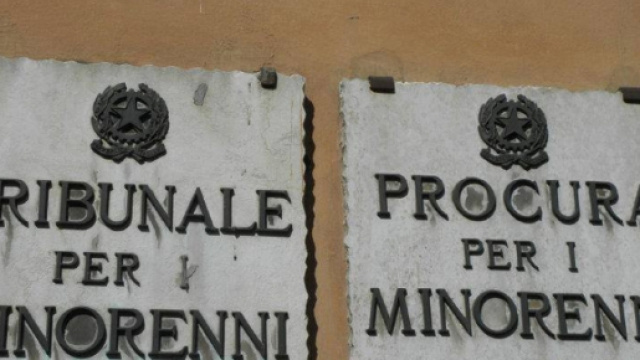 RIBUNALE
PER I
INORENNI
PROCURA
PER I
MINORENN